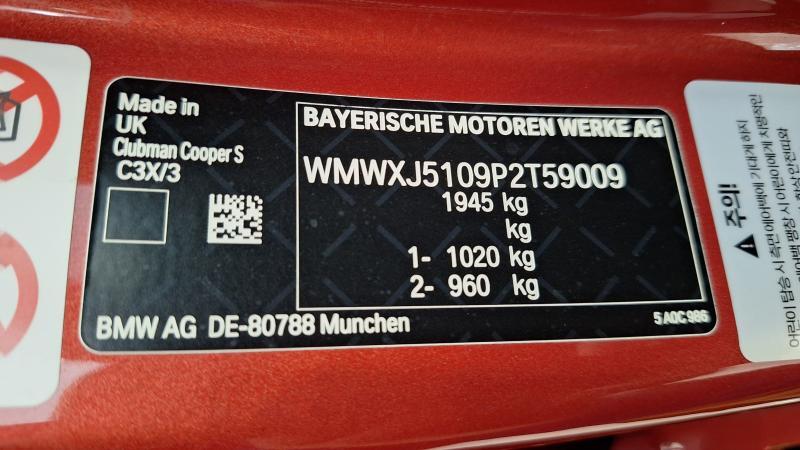 Made in
UK
Clubman Cooper S
C3X/3
BAYERISCHE MOTOREN WERKE AG
WMWXJ5109P2T59009
1945 kg
kg
1- 1020 kg
2- 960 kg
BMW AG DE-80788 Munchen
5 A0C 986
주의!